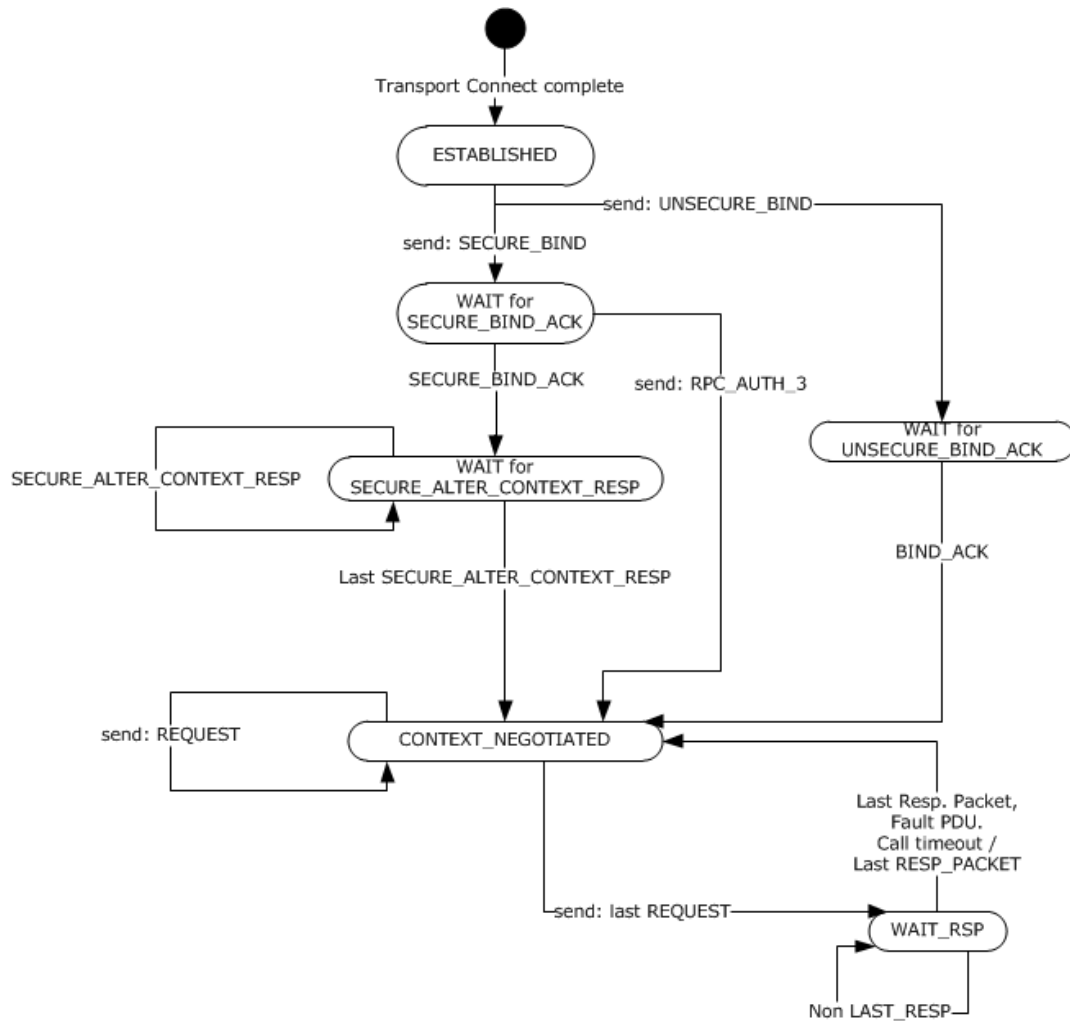 Transport Connect complete
ESTABLISHED
send: UNSECURE_BIND
send: SECURE_BIND
WAIT for
SECURE_BIND_ACK
SECURE_BIND_ACK
send: RPC_AUTH_3
WAIT for
UNSECURE_BIND_ACK
WAIT for
SECURE_ALTER_CONTEXT_RESP
SECURE_ALTER_CONTEXT_RESP
BIND_ACK
Last SECURE_ALTER_CONTEXT_RESP
send: REQUEST
CONTEXT_NEGOTIATED
Last Resp. Packet,
Fault PDU.
Call timeout /
Last RESP_PACKET
send: last REQUEST
WAIT_RSP
Non LAST_RESP